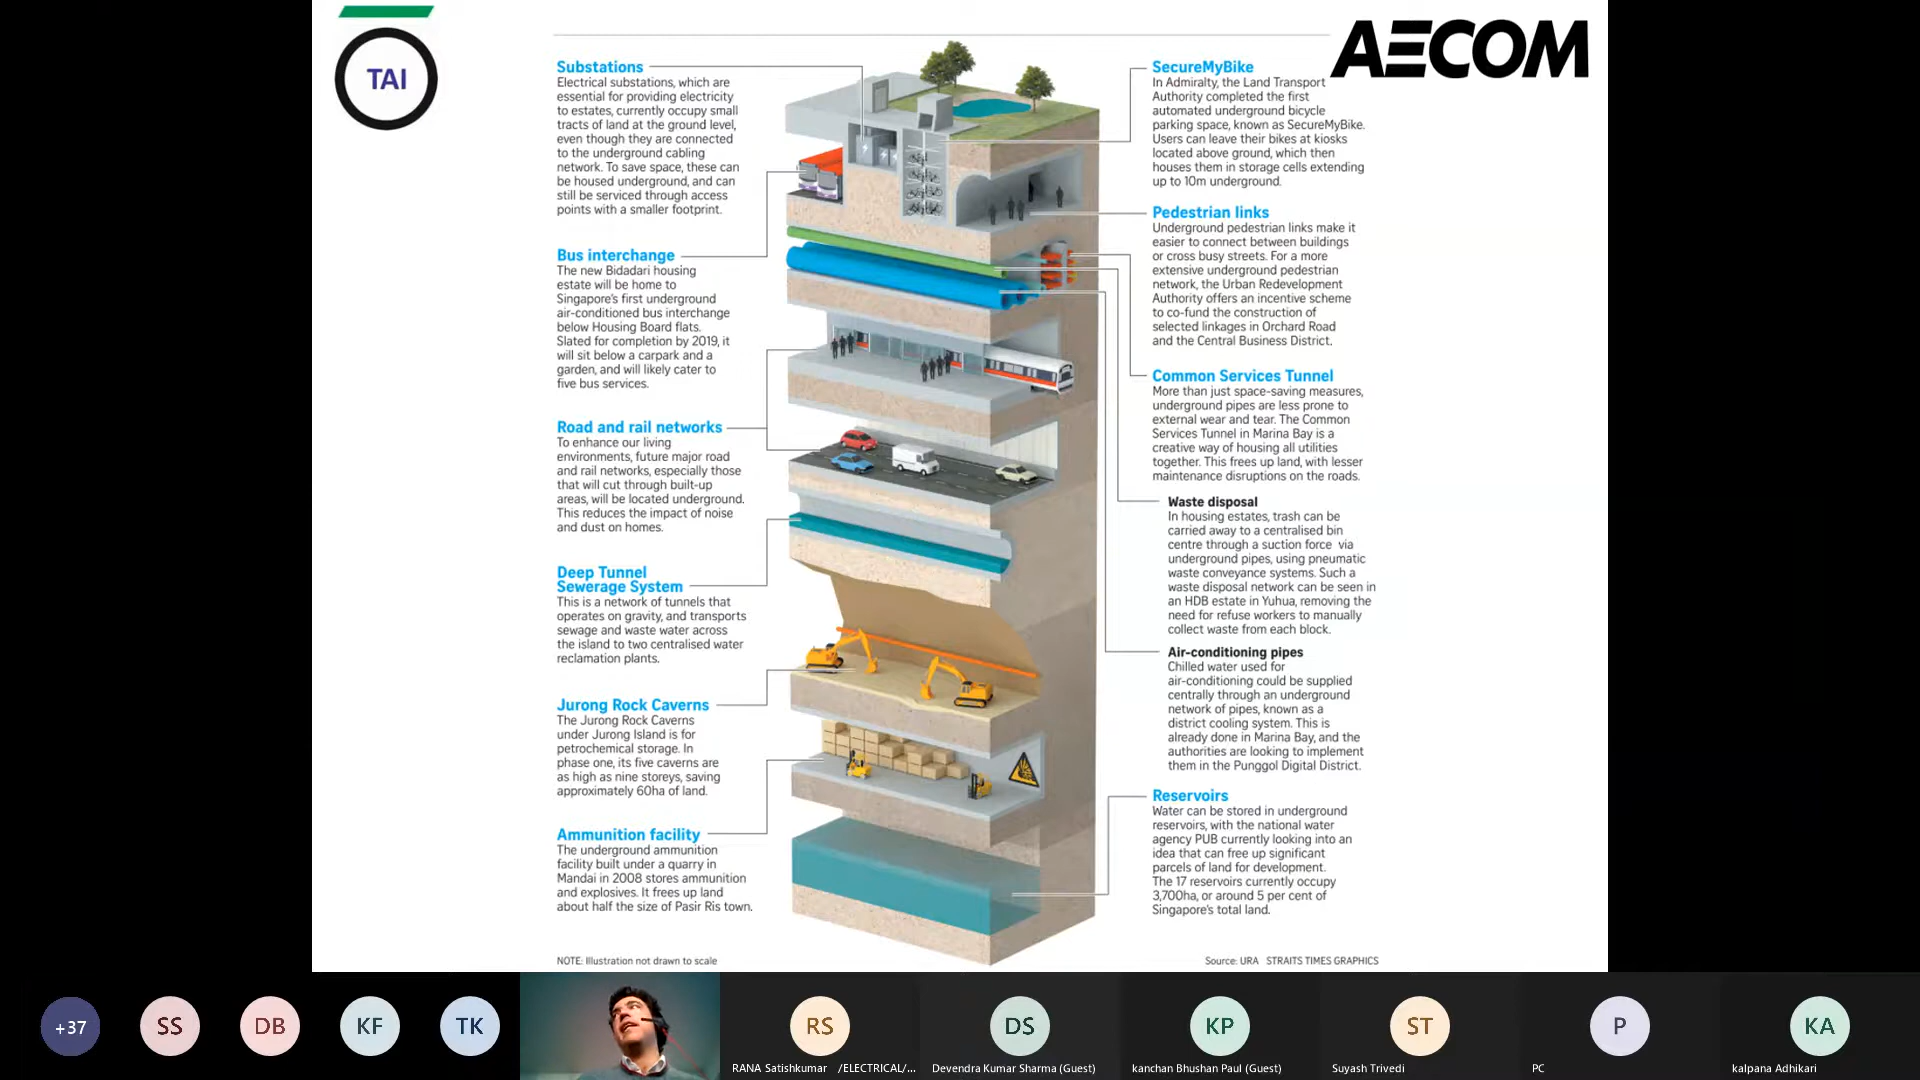 TAI
AECOM
Substations
Electrical substations, which are
essential for providing electricity
to estates, currently occupy small
tracts of land at the ground level,
even though they are connected
to the underground cabling
network. To save space, these can
be housed underground, and can
still be serviced through access
points with a smaller footprint.
Bus interchange
The new Bidadari housing
estate will be home to
Singapore's first underground
air-conditioned bus interchange
below Housing Board flats.
Slated for completion by 2019, it
will sit below a carpark and a
garden, and will likely cater to
five bus services.
Road and rail networks
To enhance our living
environments, future major road
and rail networks, especially those
that will cut through built-up
areas, will be located underground.
This reduces the impact of noise
and dust on homes.
Deep Tunnel
Sewerage System
This is a network of tunnels that
operates on gravity, and transports
sewage and waste water across
the island to two centralised water
reclamation plants.
Jurong Rock Caverns
The Jurong Rock Caverns
under Jurong Island is for
petrochemical storage. In
phase one, its five caverns are
as high as nine storeys, saving
approximately 60ha of land.
Ammunition facility
The underground ammunition
facility built under a quarry in
Mandai in 2008 stores ammunition
and explosives. It frees up land
about half the size of Pasir Ris town.
SecureMyBike
In Admiralty, the Land Transport
Authority completed the first
automated underground bicycle
parking space, known as SecureMyBike.
Users can leave their bikes at kiosks
located above ground, which then
houses them in storage cells extending
up to 10m underground.
Pedestrian links
Underground pedestrian links make it
easier to connect between buildings
or cross busy streets. For a more
extensive underground pedestrian
network, the Urban Redevelopment
Authority offers an incentive scheme
to co-fund the construction of
selected linkages in Orchard Road
and the Central Business District.
Common Services Tunnel
More than just space-saving measures,
underground pipes are less prone to
external wear and tear. The Common
Services Tunnel in Marina Bay is a
creative way of housing all utilities
together. This frees up land, with lesser
maintenance disruptions on the roads.
Waste disposal
In housing estates, trash can be
carried away to a centralised bin
centre through a suction force via
underground pipes, using pneumatic
waste conveyance systems. Such a
waste disposal network can be seen in
an HDB estate in Yuhua, removing the
need for refuse workers to manually
collect waste from each block.
Air-conditioning pipes
Chilled water used for
air-conditioning could be supplied
centrally through an underground
network of pipes, known as a
district cooling system. This is
already done in Marina Bay, and the
authorities are looking to implement
them in the Punggol Digital District.
Reservoirs
Water can be stored in underground
reservoirs, with the national water
agency PUB currently looking into an
idea that can free up significant
parcels of land for development.
The 17 reservoirs currently occupy
3,700ha, or around 5 per cent of
Singapore's total land.
NOTE: Illustration not drawn to scale
Source: URA STRAITS TIMES GRAPHICS
+37
SS
DB
KF
TK
RS
DS
KP
ST
P
KA
RANA Satishkumar /ELECTRICAL/...
Devendra Kumar Sharma (Guest)
kanchan Bhushan Paul (Guest)
Suyash Trivedi
PC
kalpana Adhikari